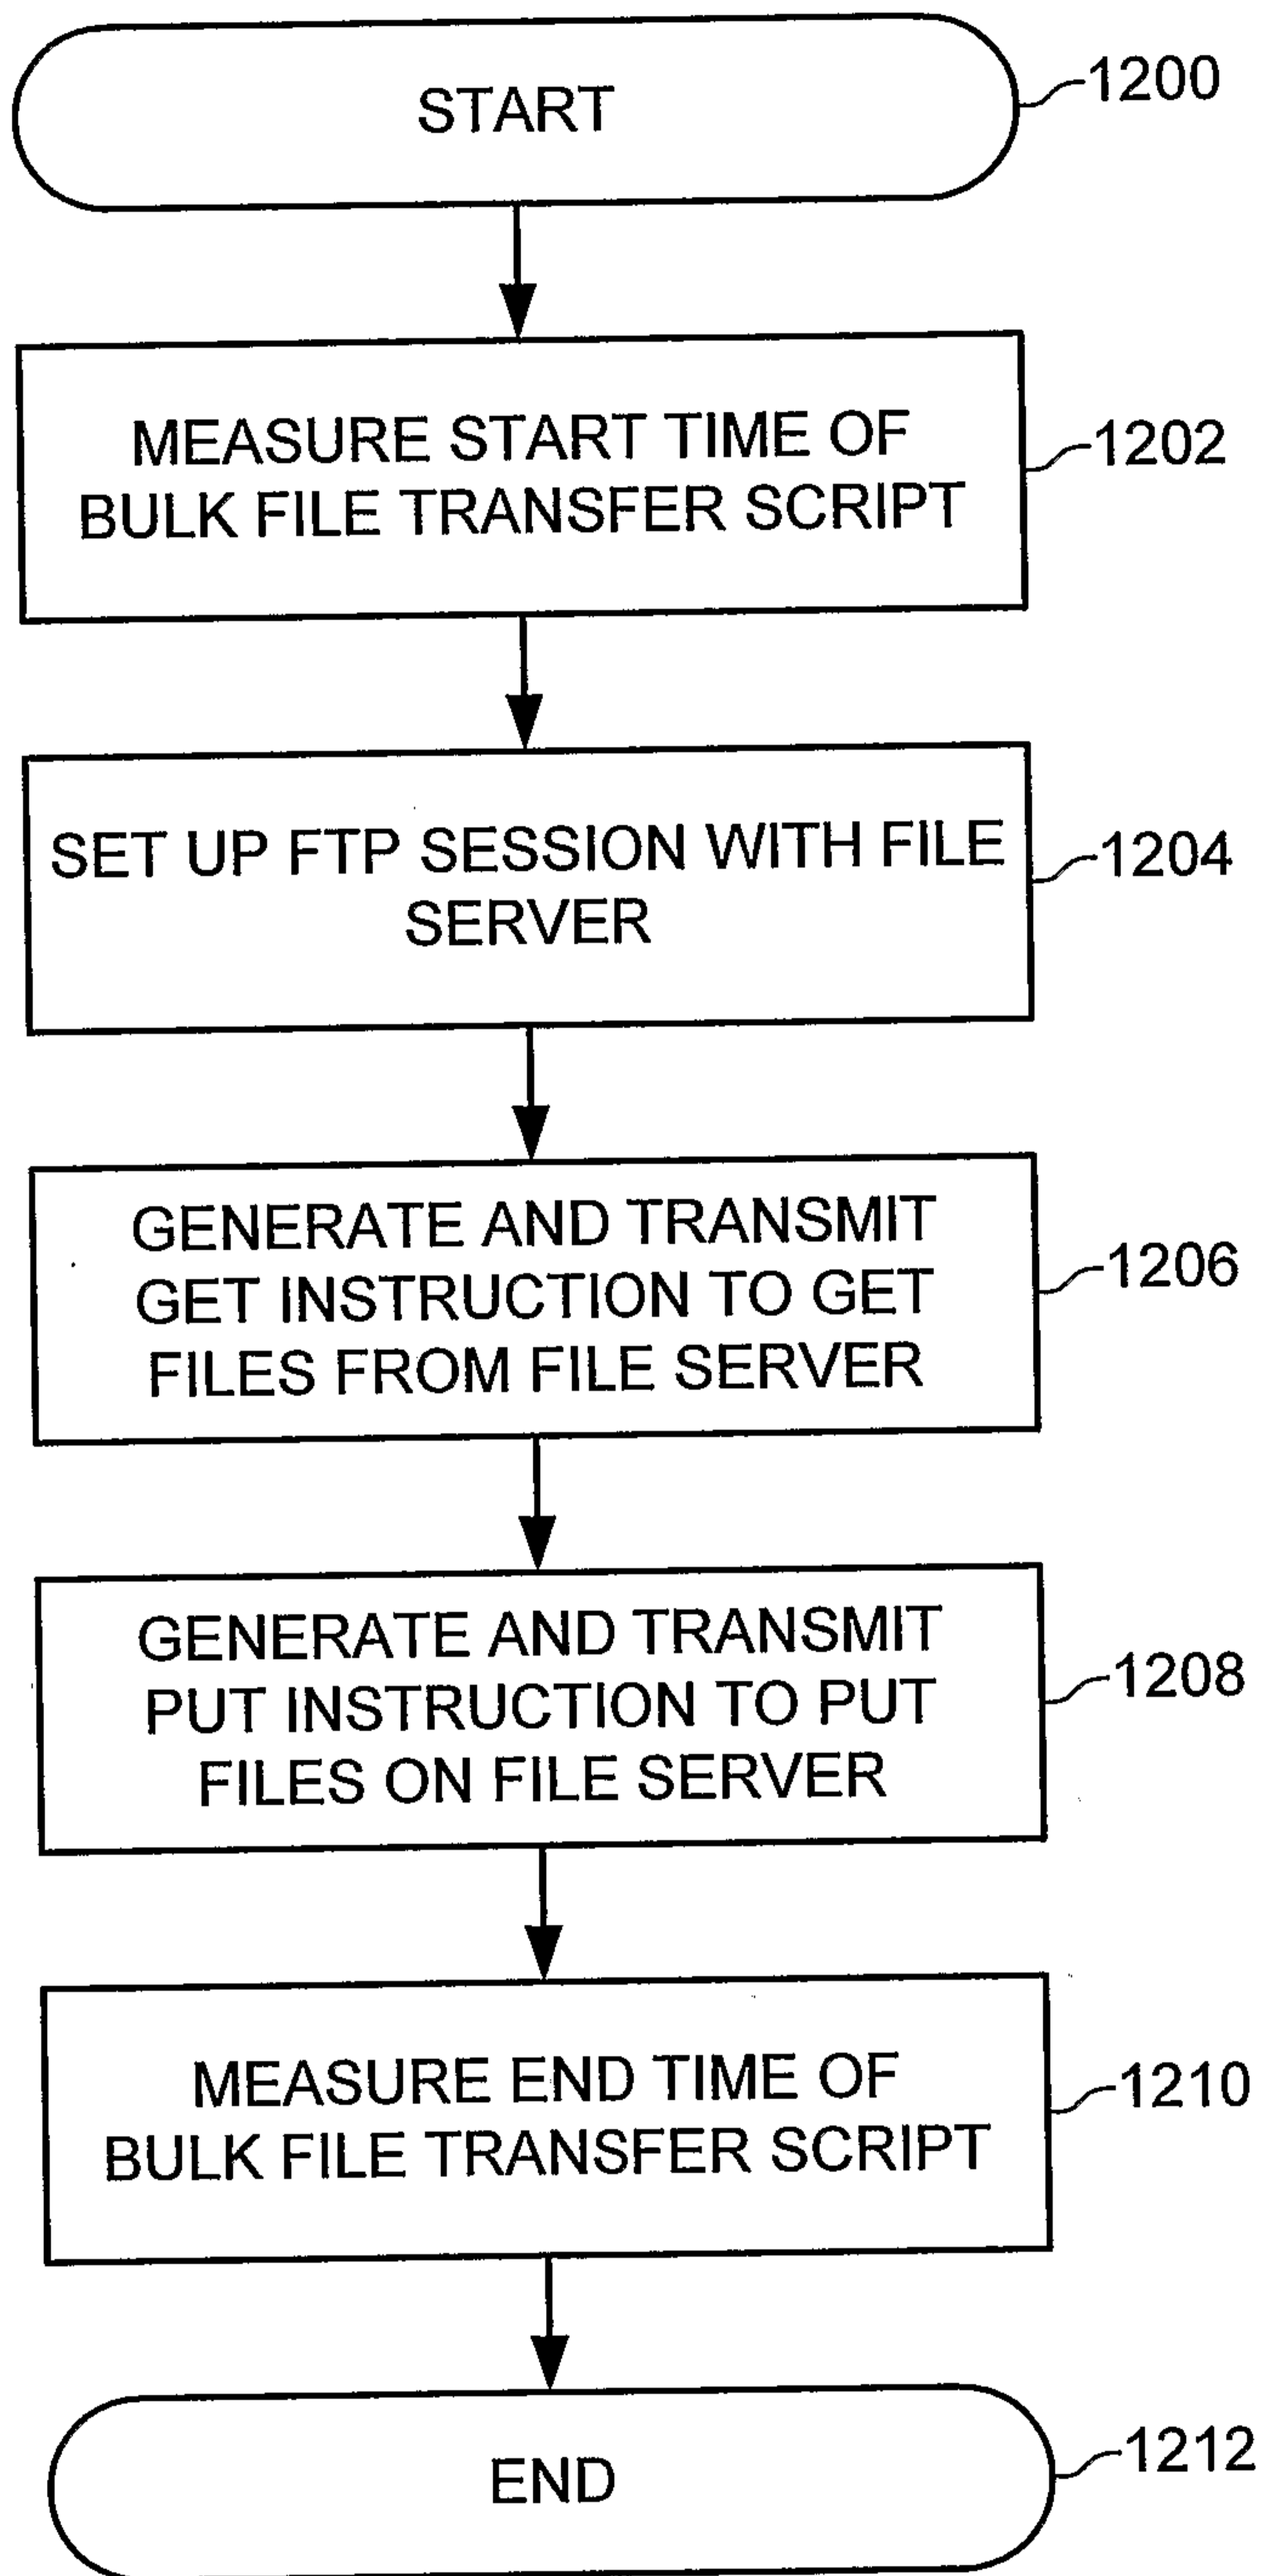 START
1200
MEASURE START TIME OF
BULK FILE TRANSFER SCRIPT
1202
SET UP FTP SESSION WITH FILE
SERVER
1204
GENERATE AND TRANSMIT
GET INSTRUCTION TO GET
FILES FROM FILE SERVER
1206
GENERATE AND TRANSMIT
PUT INSTRUCTION TO PUT
FILES ON FILE SERVER
1208
MEASURE END TIME OF
BULK FILE TRANSFER SCRIPT
1210
END
1212